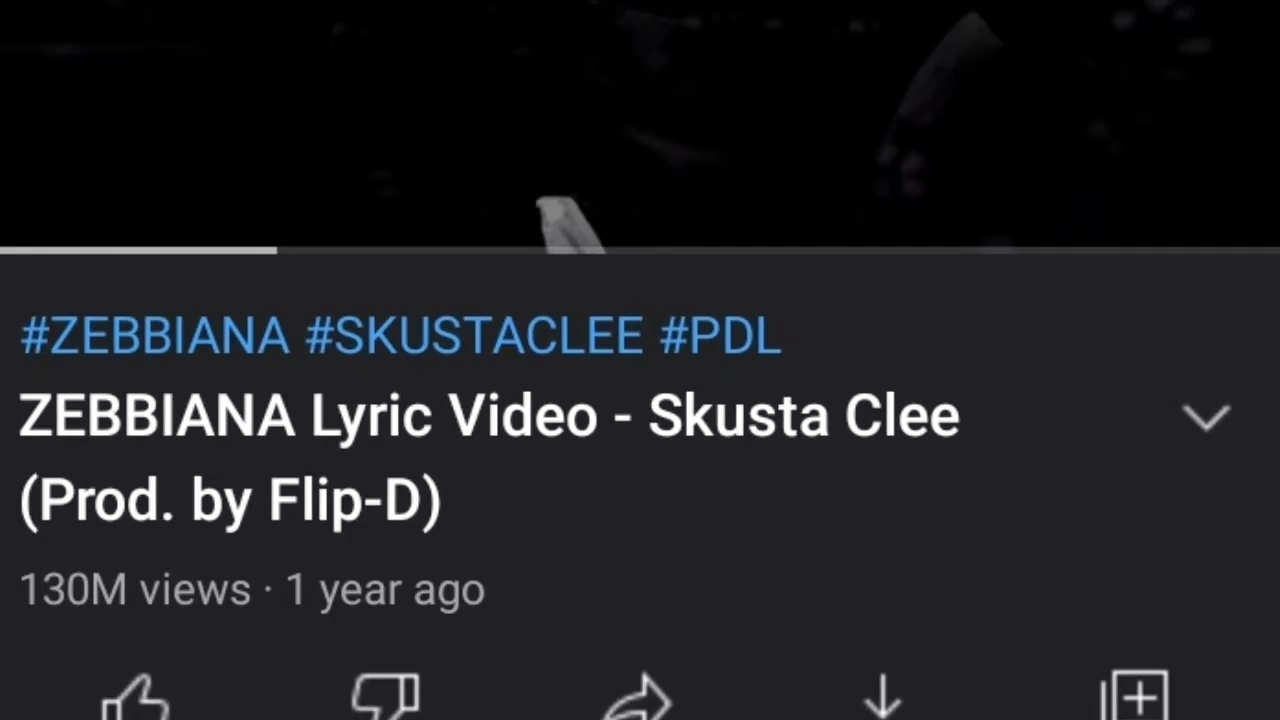 #ZEBBIANA #SKUSTACLEE #PDL
ZEBBIANA Lyric Video - Skusta Clee
(Prod. by Flip-D)
130M views · 1 year ago